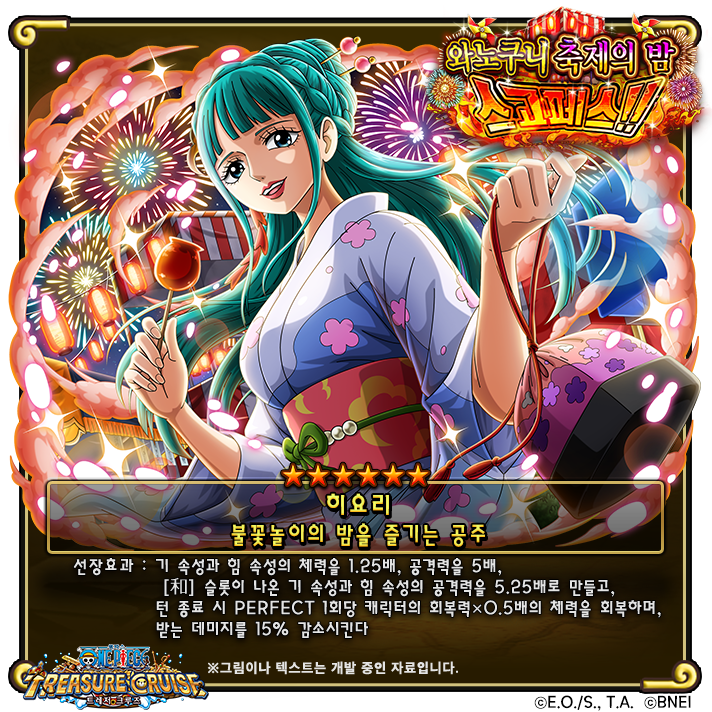 와노쿠니 축제의 밤
스고페스!!
★★★★★★
히요리
불꽃놀이의 밤을 즐기는 공주
선장효과 : 기 속성과 힘 속성의 체력을 1.25배, 공격력을 5배,
[和] 슬롯이 나온 기 속성과 힘 속성의 공격력을 5.25배로 만들고,
턴 종료 시 PERFECT 1회당 캐릭터의 회복력×0.5배의 체력을 회복하며,
받는 데미지를 15% 감소시킨다
ONE PIECE
TREASURE CRUISE
트레저 크루즈
※그림이나 텍스트는 개발 중인 자료입니다.
©E.O./S., T.A. ©BNEI